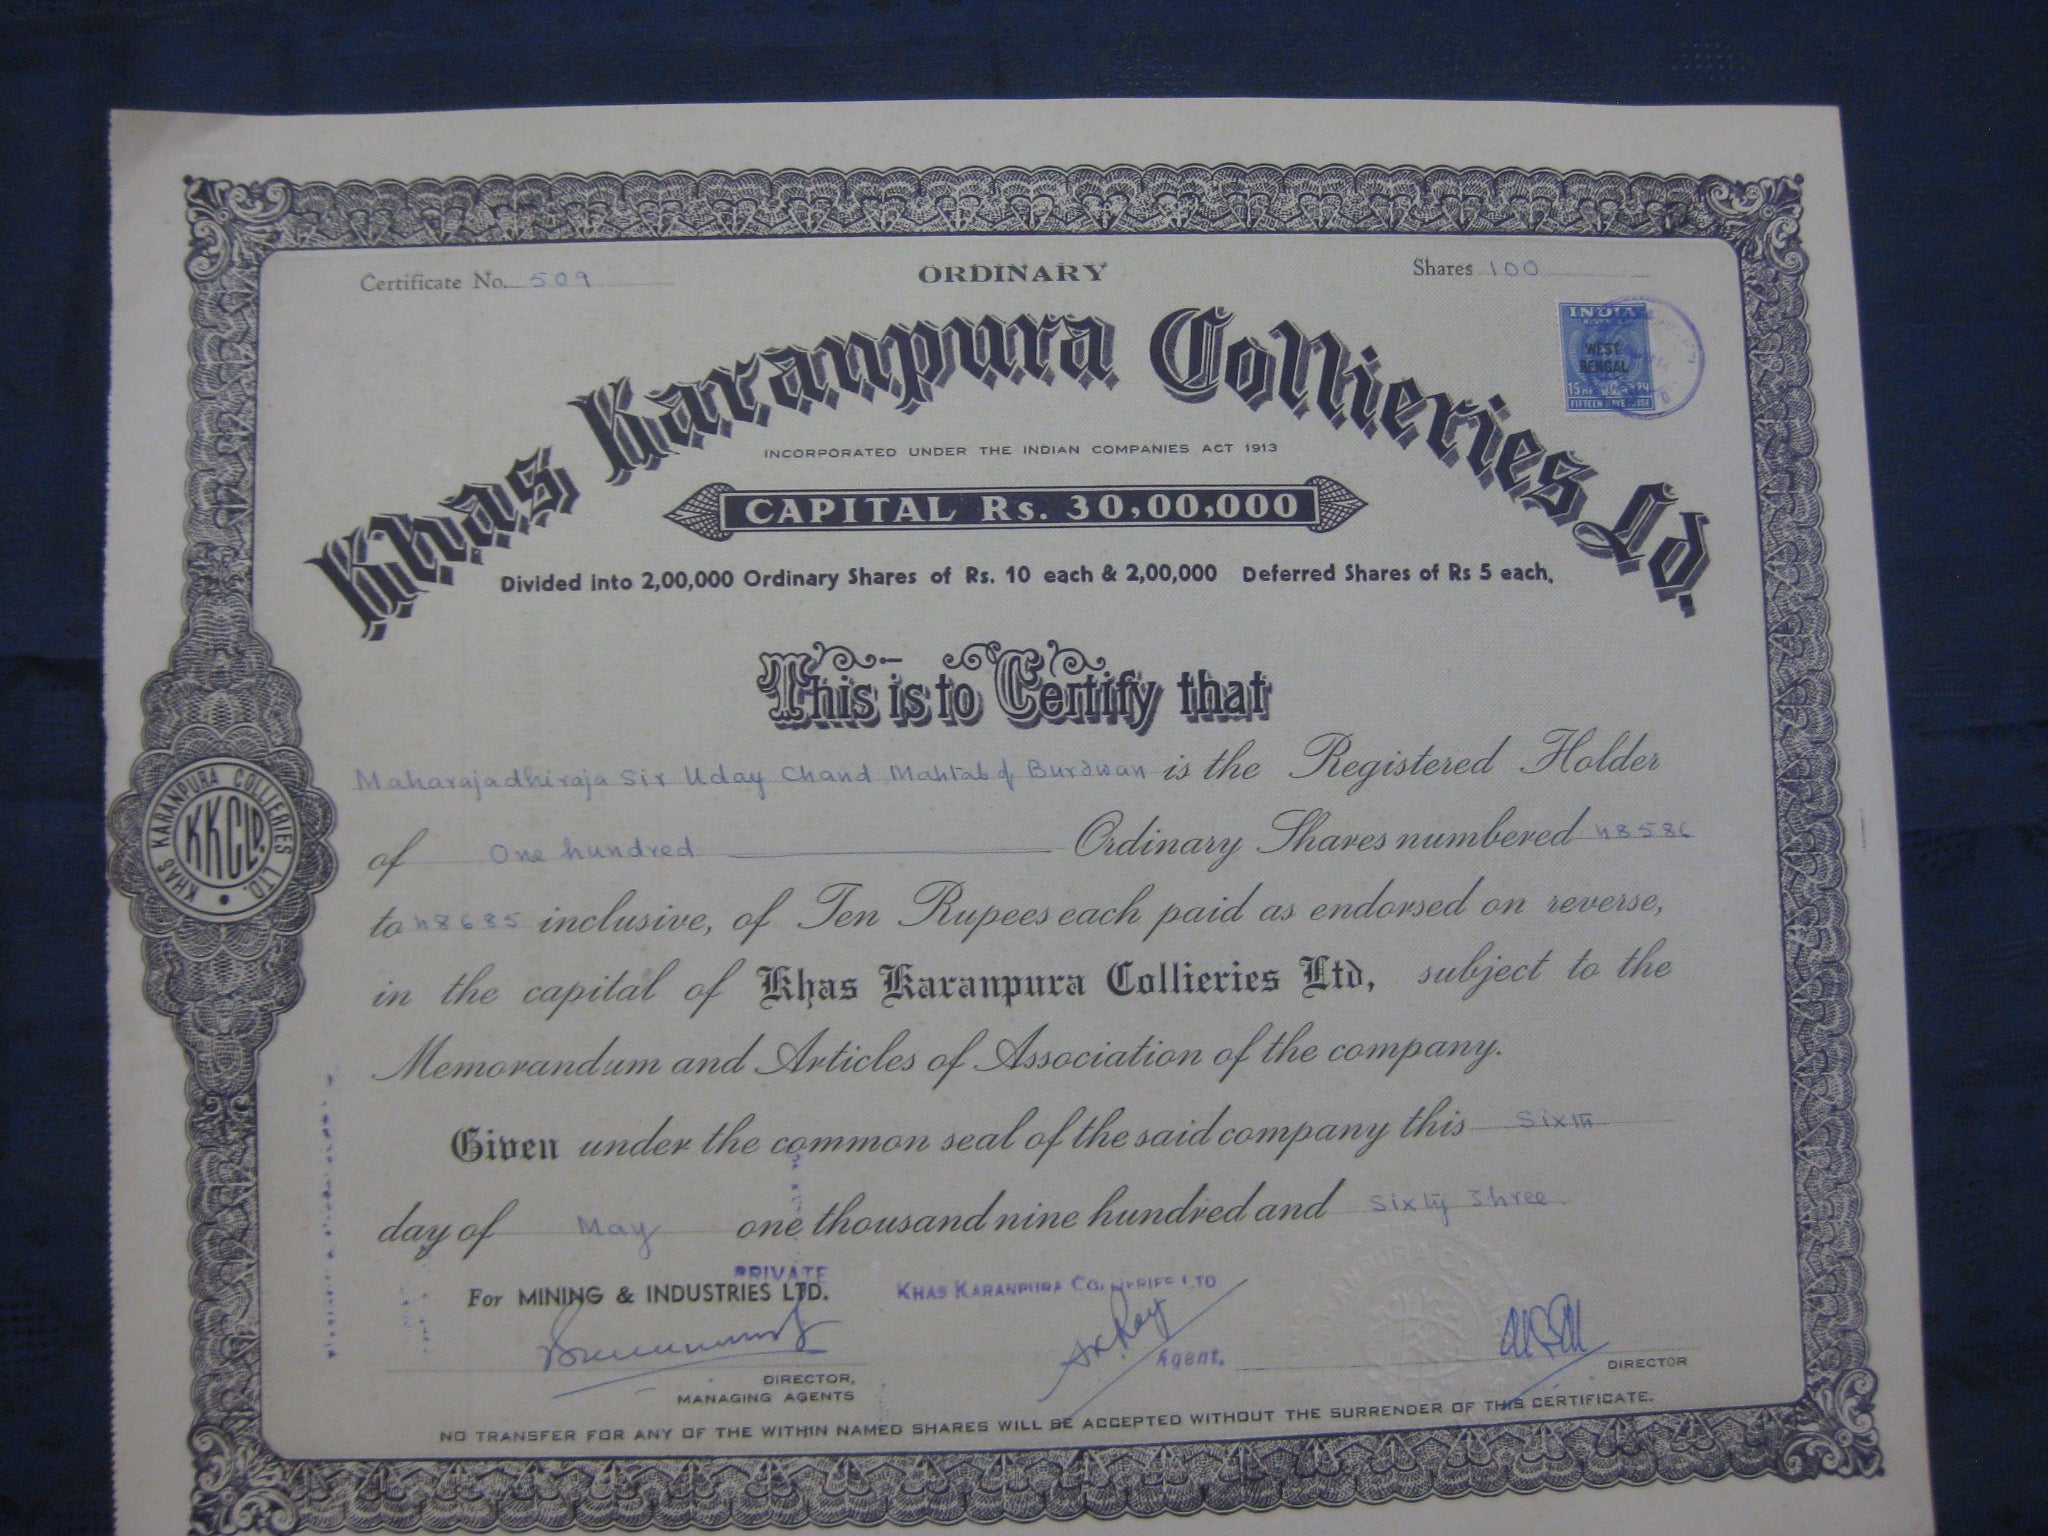 Certificate No. 509
ORDINARY
Shares 100
INDIA
WEST
BENGAL
Khas Karanpura Collieries Ld.
INCORPORATED UNDER THE INDIAN COMPANIES ACT 1913
CAPITAL Rs. 30,00,000
Divided into 2,00,000 Ordinary Shares of Rs. 10 each & 2,00,000 Deferred Shares of Rs 5 each.
This is to Certify that
Maharajadhiraja Sir Uday Chand Mahtab of Burdwan is the Registered Holder
of One hundred Ordinary Shares numbered 48586
to 48685 inclusive, of Ten Rupees each paid as endorsed on reverse,
in the capital of Khas Karanpura Collieries Ltd, subject to the
Memorandum and Articles of Association of the company.
Given under the common seal of the said company this Sixth
day of May one thousand nine hundred and Sixty Three
KHAS KARANPURA COLLIERIES LTD.
KKCLD.
PRIVATE
For MINING & INDUSTRIES LTD.
KHAS KARANPURA COLLIERIES LTD
Agent.
DIRECTOR,
MANAGING AGENTS
DIRECTOR
NO TRANSFER FOR ANY OF THE WITHIN NAMED SHARES WILL BE ACCEPTED WITHOUT THE SURRENDER OF THIS CERTIFICATE.